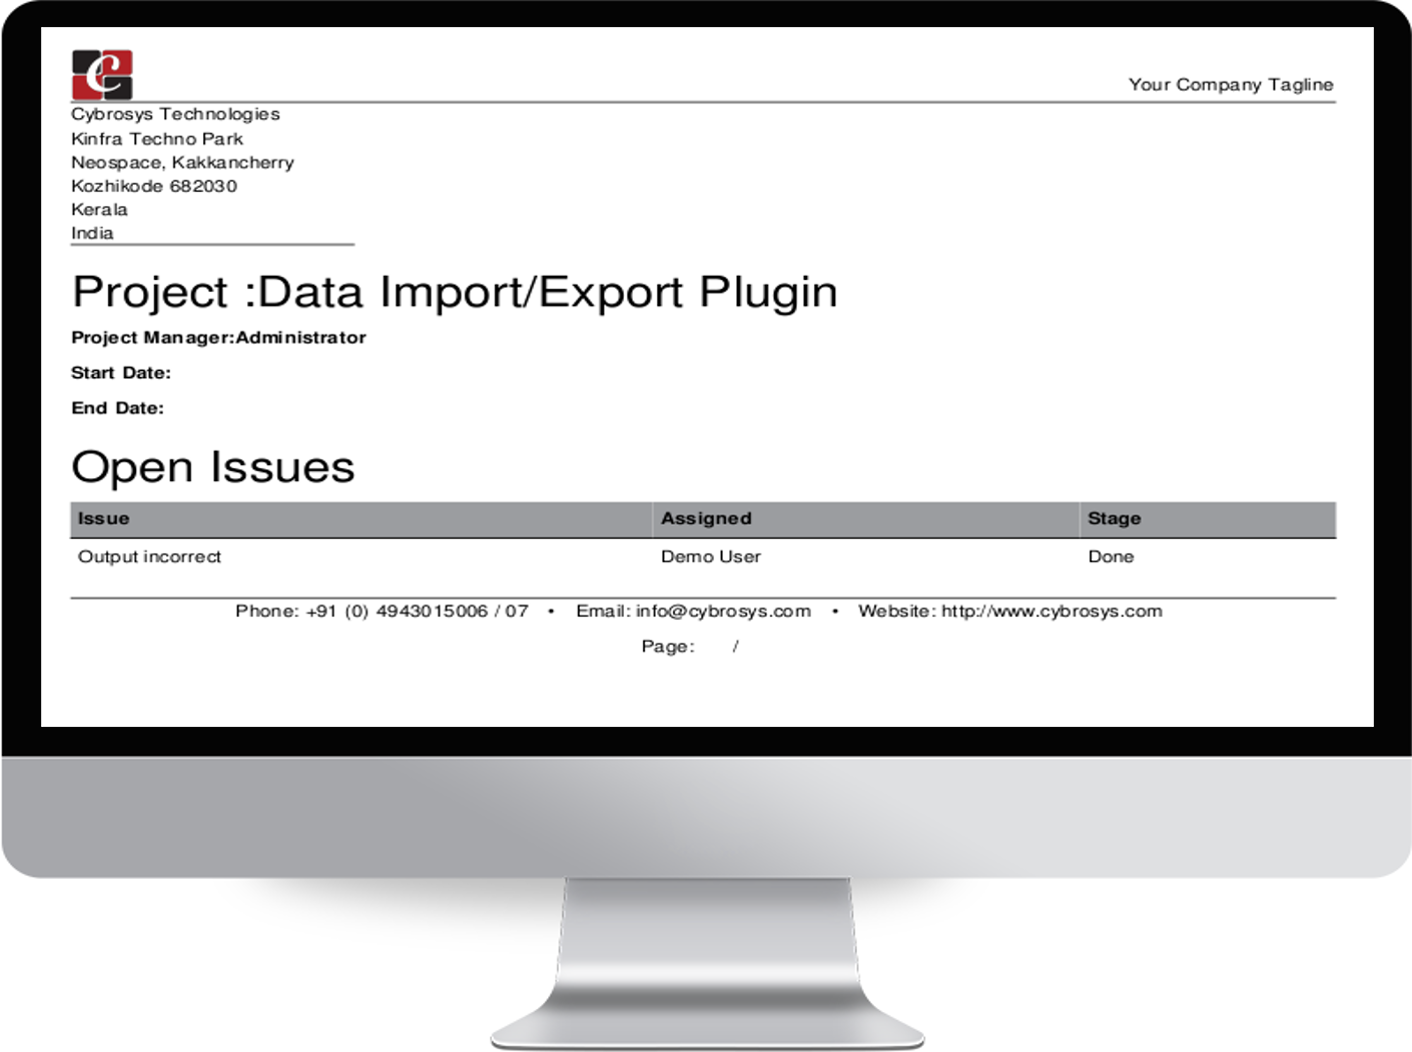 C
Your Company Tagline
Cybrosys Technologies
Kinfra Techno Park
Neospace, Kakkancherry
Kozhikode 682030
Kerala
India
Project :Data Import/Export Plugin
Project Manager:Administrator
Start Date:
End Date:
Open Issues
Issue Assigned Stage
Output incorrect Demo User Done
Phone: +91 (0) 4943015006 / 07 • Email: info@cybrosys.com • Website: http://www.cybrosys.com
Page: /